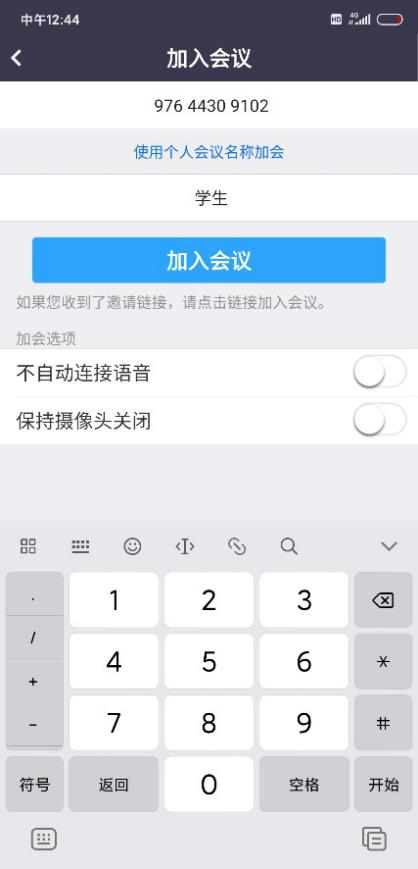 中午12:44
HD 4G
加入会议
976 4430 9102
使用个人会议名称加会
学生
加入会议
如果您收到了邀请链接，请点击链接加入会议。
加会选项
不自动连接语音
保持摄像头关闭
. 1 2 3
/ 4 5 6 *
+
- 7 8 9 #
符号 返回 0 空格 开始